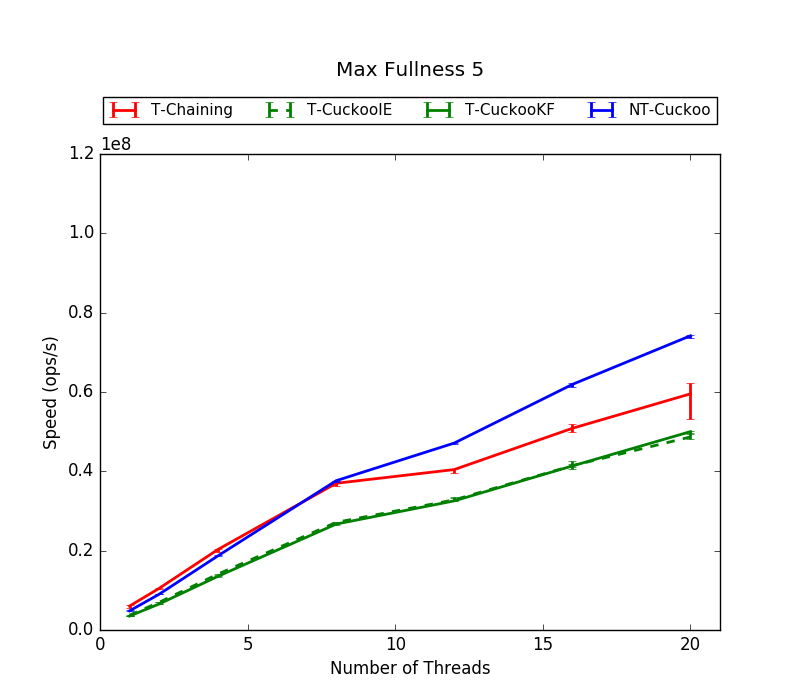 Max Fullness 5
T-Chaining T-CuckooIE T-CuckooKF NT-Cuckoo
1e8
1.2
1.0
0.8
0.6
0.4
0.2
0.0
Speed (ops/s)
0 5 10 15 20
Number of Threads